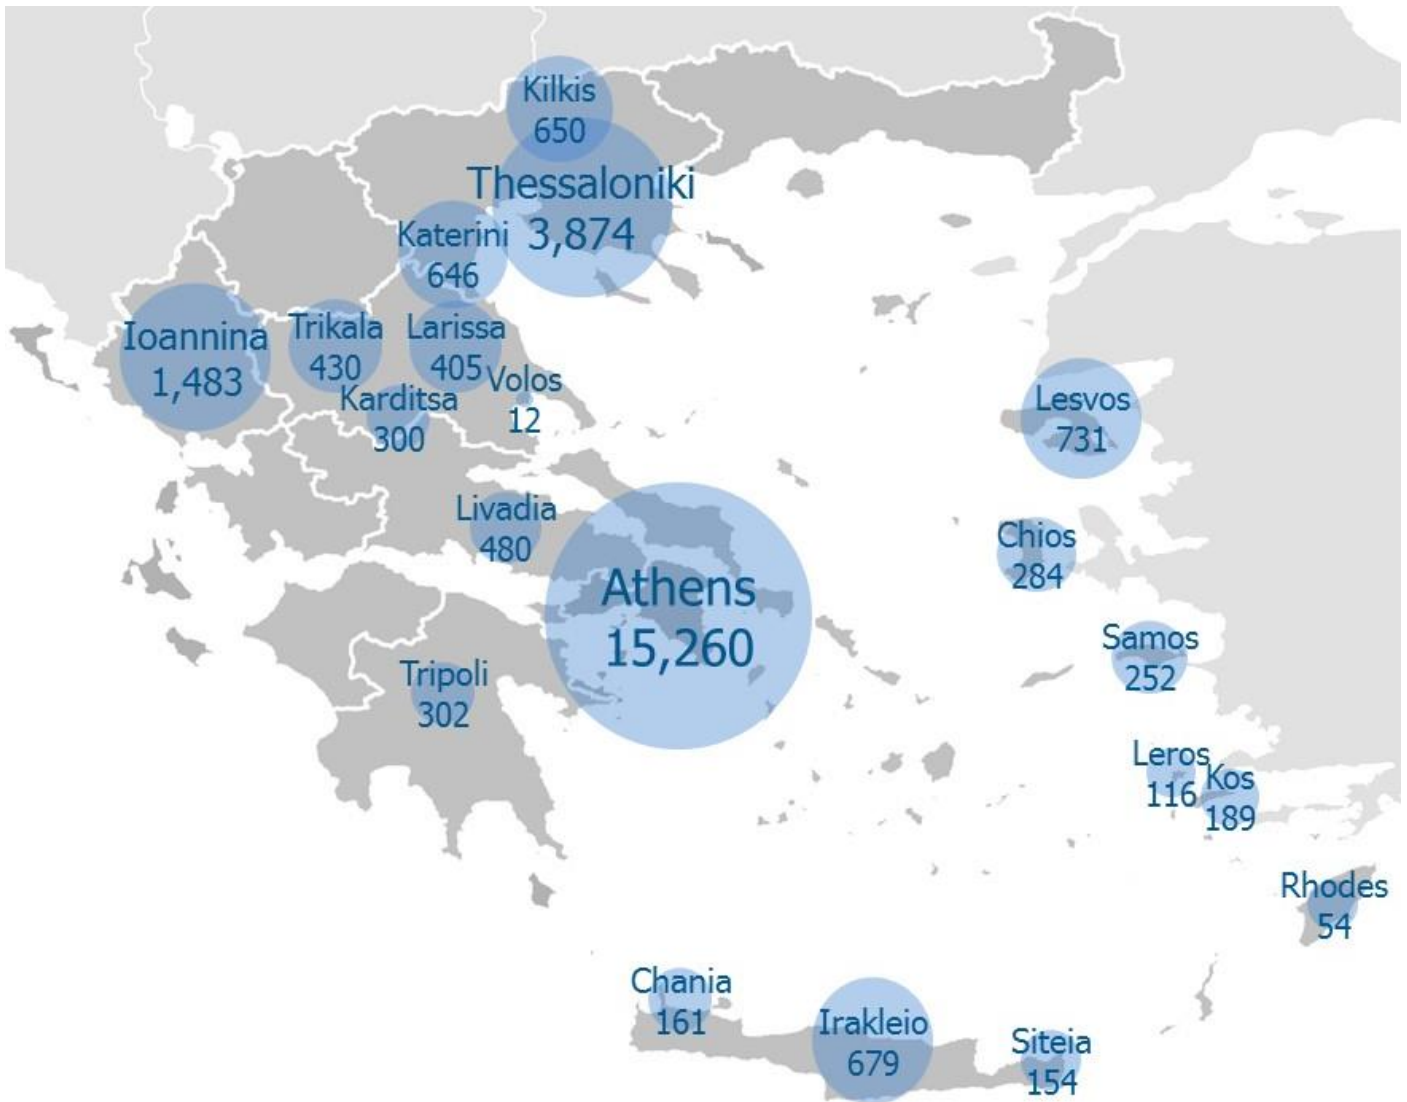 Kilkis
650
Thessaloniki
3,874
Katerini
646
Ioannina
1,483
Trikala
430
Larissa
405
Volos
12
Karditsa
300
Lesvos
731
Livadia
480
Chios
284
Athens
15,260
Samos
252
Tripoli
302
Leros
116
Kos
189
Rhodes
54
Chania
161
Irakleio
679
Siteia
154